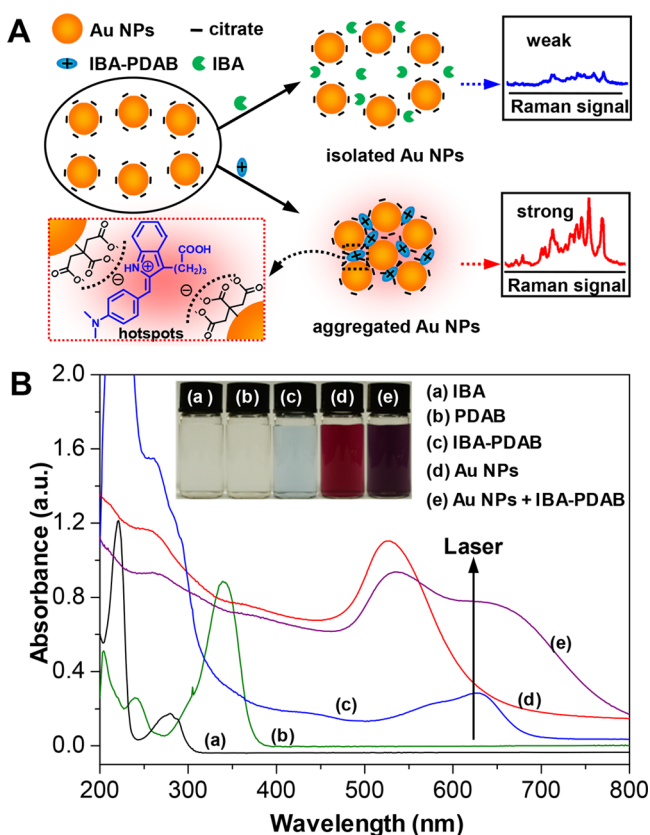 A
Au NPs
citrate
IBA-PDAB
IBA
weak
Raman signal
isolated Au NPs
COOH
(CH2)3
HN
+
N
O
OH
⊖
hotspots
aggregated Au NPs
strong
Raman signal
B
2.0
1.6
1.2
0.8
0.4
0.0
Absorbance (a.u.)
(a) (b) (c) (d) (e)
(a) IBA
(b) PDAB
(c) IBA-PDAB
(d) Au NPs
(e) Au NPs + IBA-PDAB
Laser
(e)
(c)
(d)
(a)
(b)
200 300 400 500 600 700 800
Wavelength (nm)